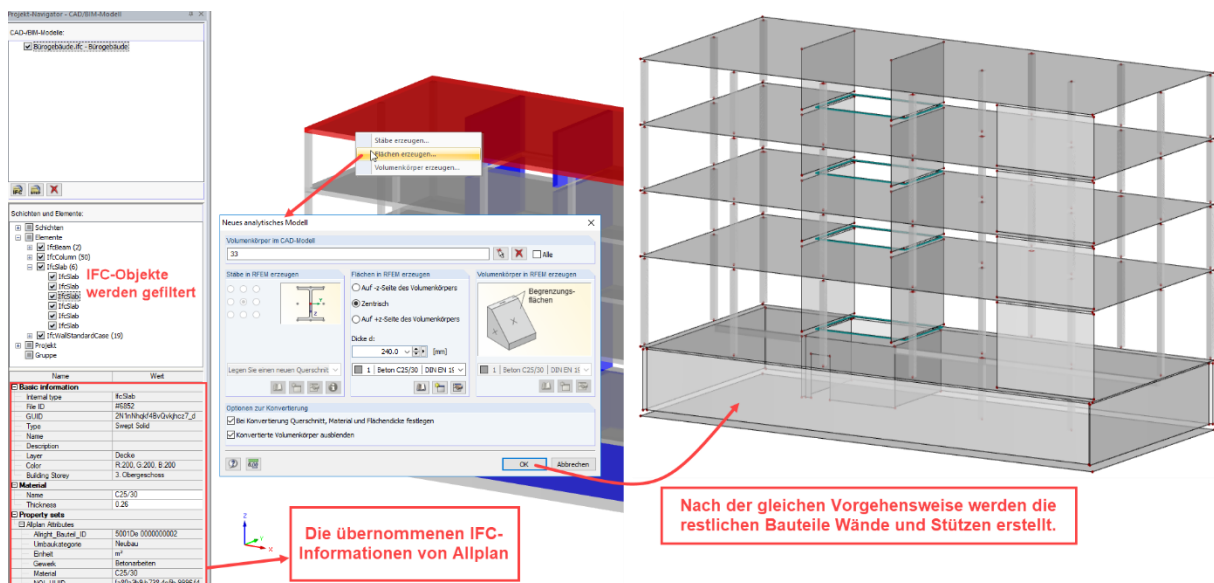 Projekt-Navigator - CAD/BIM-Modell
CAD-/BIM-Modelle:
Bürogebäude.ifc - Bürogebäude
Schichten und Elemente:
Schichten
Elemente
IfcBeam (2)
IfcColumn (50)
IfcSlab (6)
IfcSlab
IfcSlab
IfcSlab
IfcSlab
IfcSlab
IfcSlab
IfcWallStandardCase (19)
Projekt
Gruppe
IFC-Objekte
werden gefiltert
Name Wert
Basic information
Internal type IfcSlab
File ID #6852
GUID
Type Swept Solid
Name
Description
Layer Decke
Color R:200, G:200, B:200
Building Storey 3. Obergeschoss
Material
Name C25/30
Thickness 0.26
Property sets
Allplan Attributes
Allright_Bauteil_ID 5001De 0000000002
Umbaukategorie Neubau
Einheit m²
Gewerk Betonarbeiten
Material C25/30
Stäbe erzeugen...
Flächen erzeugen...
Volumenkörper erzeugen...
Neues analytisches Modell
Volumenkörper im CAD-Modell
33
Alle
Stäbe in RFEM erzeugen
Legen Sie einen neuen Querschnit
Flächen in RFEM erzeugen
Auf -z-Seite des Volumenkörpers
Zentrisch
Auf +z-Seite des Volumenkörpers
Dicke d:
240.0 [mm]
1 Beton C25/30 DIN EN 19
Volumenkörper in RFEM erzeugen
Begrenzungs-
flächen
1 Beton C25/30 DIN EN 19
Optionen zur Konvertierung
Bei Konvertierung Querschnitt, Material und Flächendicke festlegen
Konvertierte Volumenkörper ausblenden
OK Abbrechen
Z
Y
X
Die übernommenen IFC-
Informationen von Allplan
Nach der gleichen Vorgehensweise werden die
restlichen Bauteile Wände und Stützen erstellt.